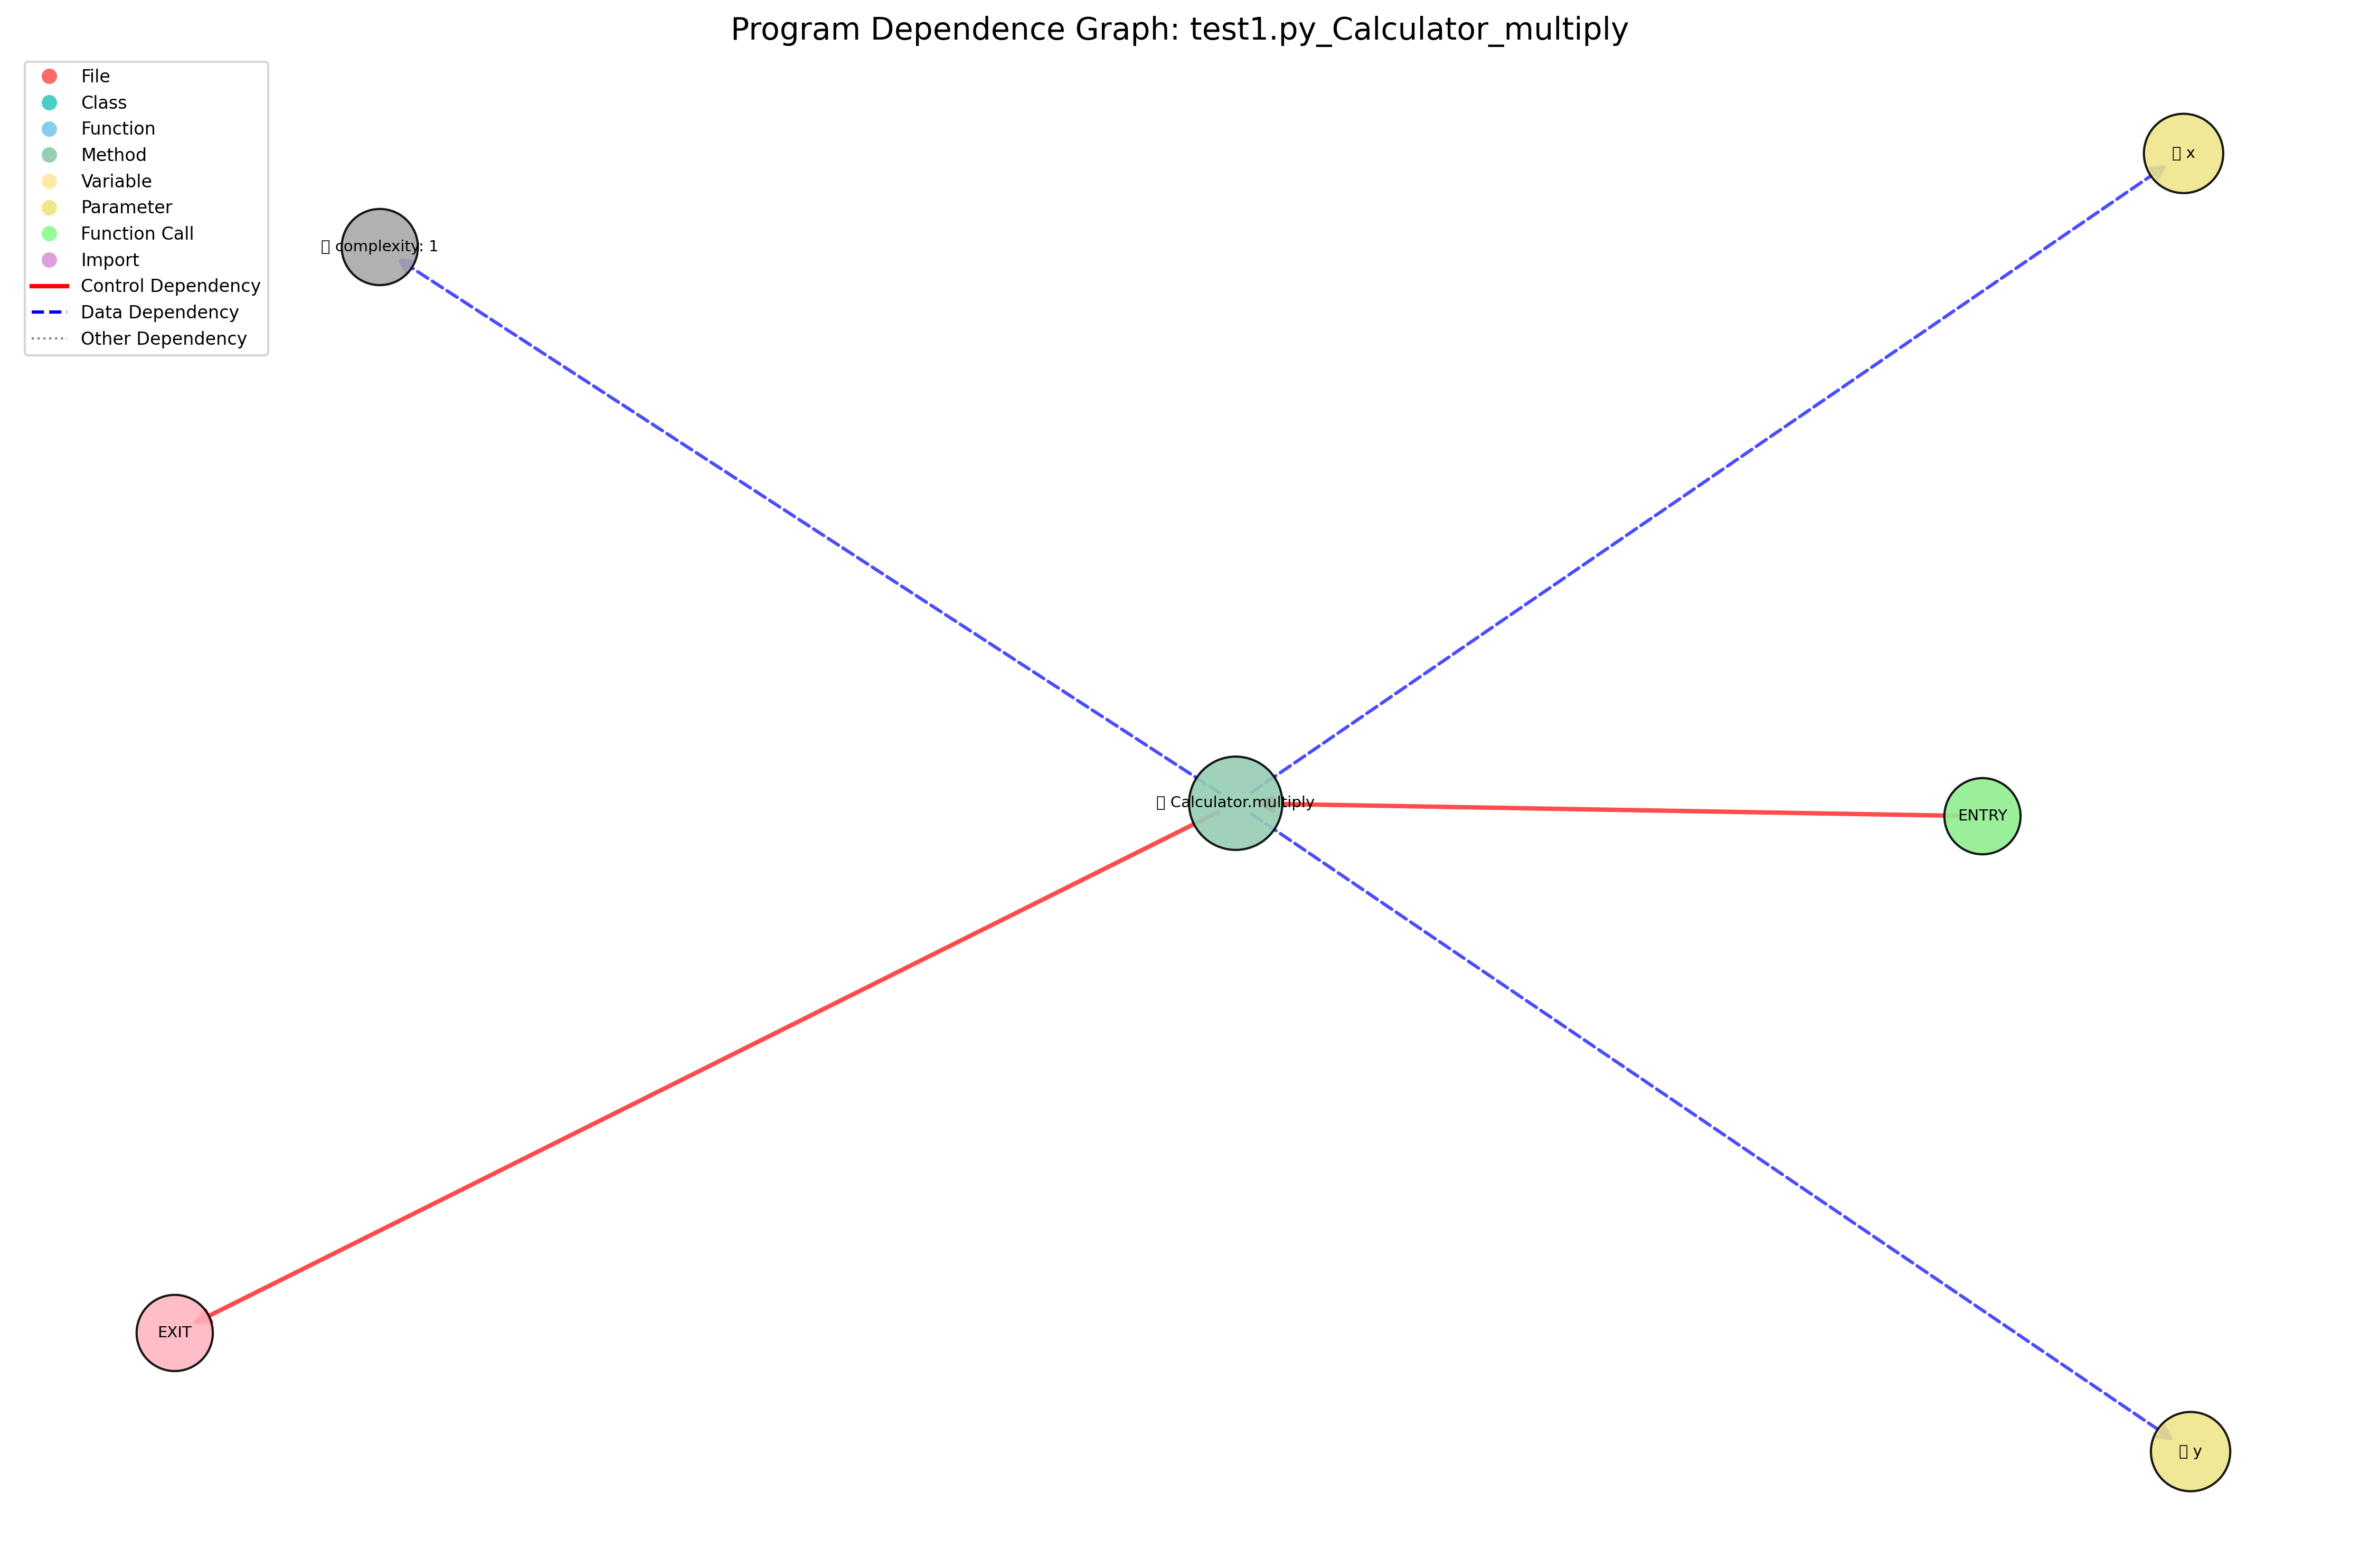 Program Dependence Graph: test1.py_Calculator_multiply
File
Class
Function
Method
Variable
Parameter
Function Call
Import
Control Dependency
Data Dependency
Other Dependency
▯ x
▯ complexity: 1
▯ Calculator.multiply
ENTRY
EXIT
▯ y